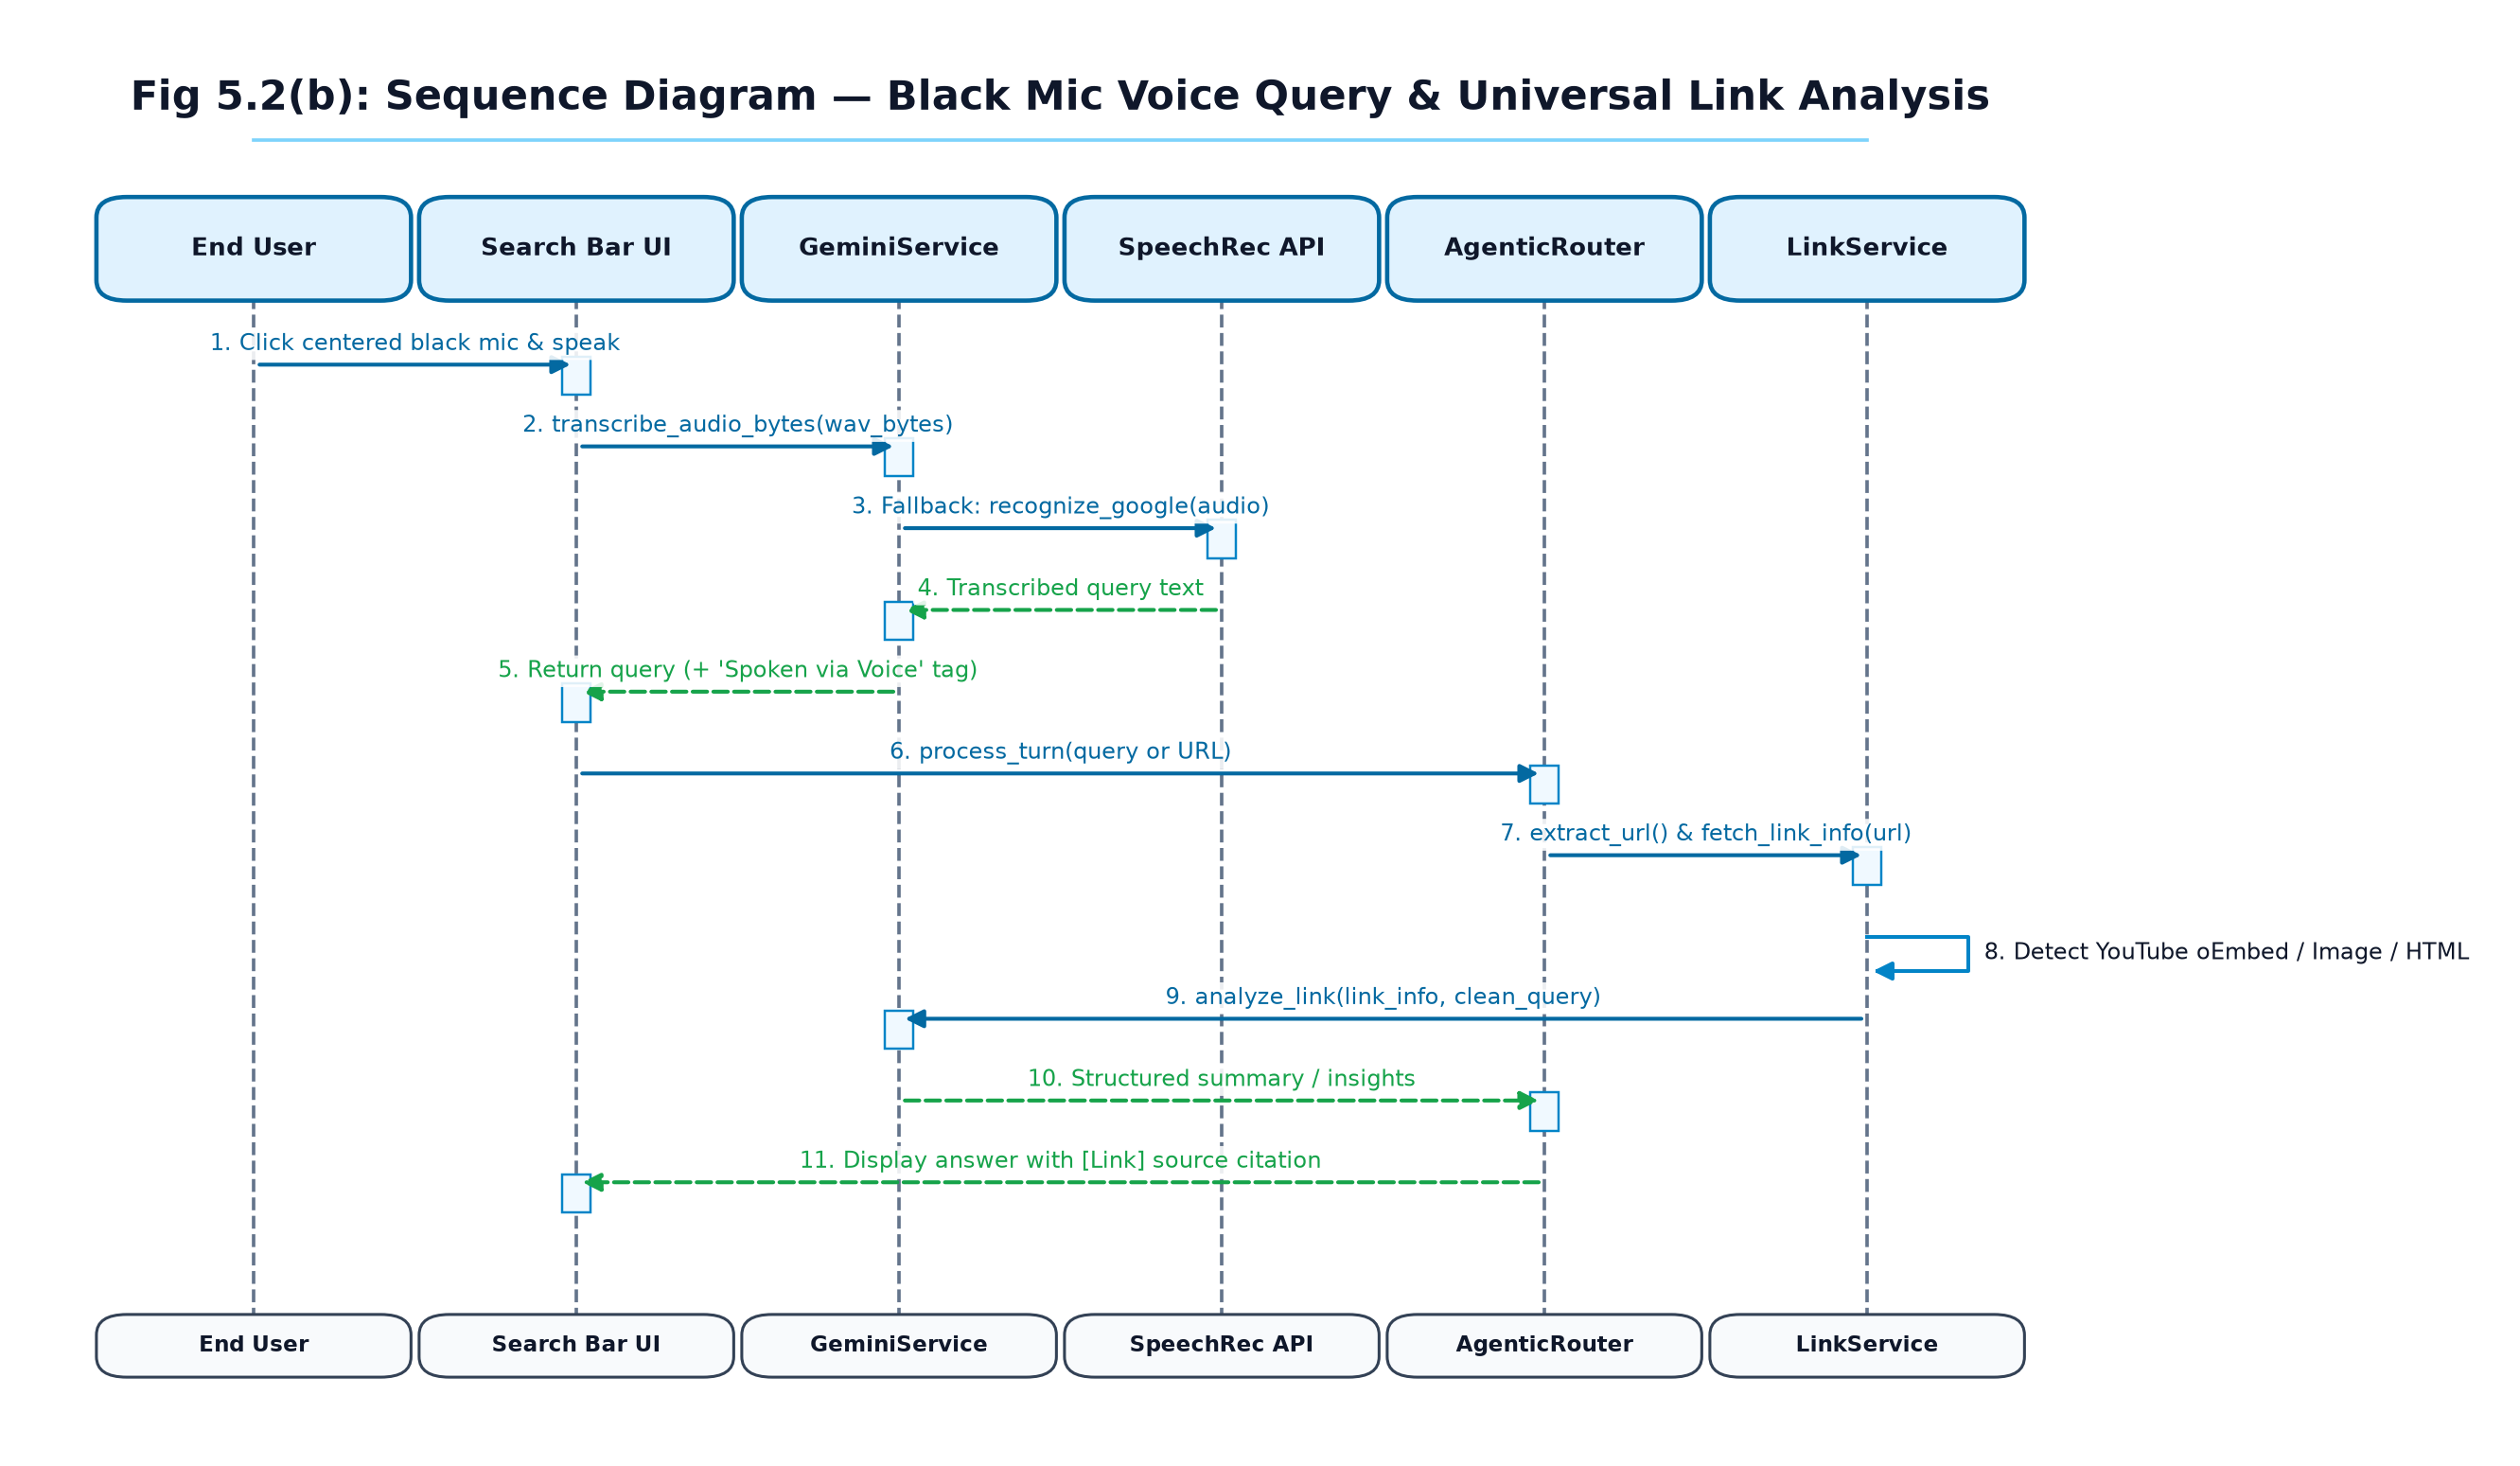 Fig 5.2(b): Sequence Diagram — Black Mic Voice Query & Universal Link Analysis
End User
Search Bar UI
GeminiService
SpeechRec API
AgenticRouter
LinkService
1. Click centered black mic & speak
2. transcribe_audio_bytes(wav_bytes)
3. Fallback: recognize_google(audio)
4. Transcribed query text
5. Return query (+ 'Spoken via Voice' tag)
6. process_turn(query or URL)
7. extract_url() & fetch_link_info(url)
8. Detect YouTube oEmbed / Image / HTML
9. analyze_link(link_info, clean_query)
10. Structured summary / insights
11. Display answer with [Link] source citation
End User
Search Bar UI
GeminiService
SpeechRec API
AgenticRouter
LinkService